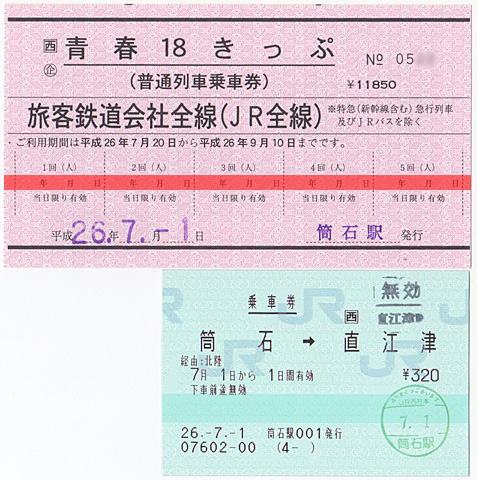 西
企
青春18きっぷ
(普通列車乗車券)
№ 05
¥11850
旅客鉄道会社全線(JR全線)
※特急(新幹線含む)急行列車
及びJRバスを除く
・ご利用期間は平成26年7月20日から平成26年9月10日までです。
1回(人) 2回(人) 3回(人) 4回(人) 5回(人)
年 月 日 年 月 日 年 月 日 年 月 日 年 月 日
当日限り有効 当日限り有効 当日限り有効 当日限り有効 当日限り有効
平成 26.年7.月-1日 筒石駅 発行
乗車券
無効
直江津
筒石 → 西 直江津
経由:北陸
¥320
7月 1日から 1日間有効
下車前途無効
JR西日本
7.1
筒石駅
26.-7.-1 筒石駅001発行
07602-00 (4-)